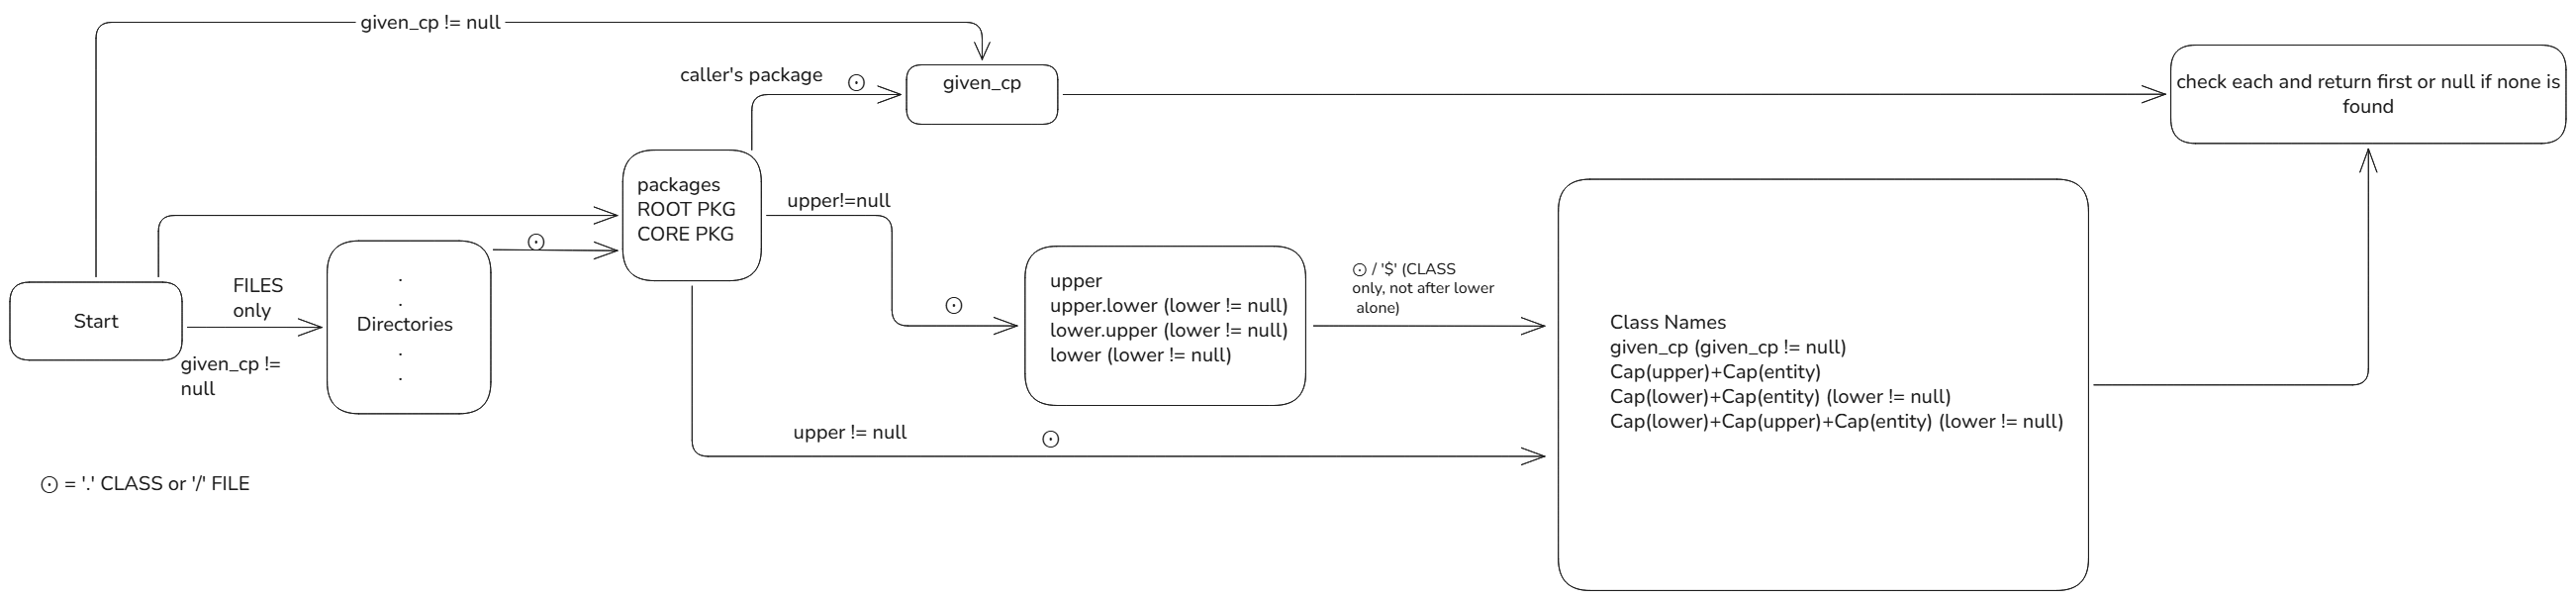 given_cp != null
caller's package ⊙
given_cp
check each and return first or null if none is
found
packages
ROOT PKG
CORE PKG
upper!=null
⊙
FILES
only
Start
given_cp !=
null
.
.
Directories
.
.
⊙
upper
upper.lower (lower != null)
lower.upper (lower != null)
lower (lower != null)
⊙ / '$' (CLASS
only, not after lower
alone)
Class Names
given_cp (given_cp != null)
Cap(upper)+Cap(entity)
Cap(lower)+Cap(entity) (lower != null)
Cap(lower)+Cap(upper)+Cap(entity) (lower != null)
upper != null ⊙
⊙ = '.' CLASS or '/' FILE